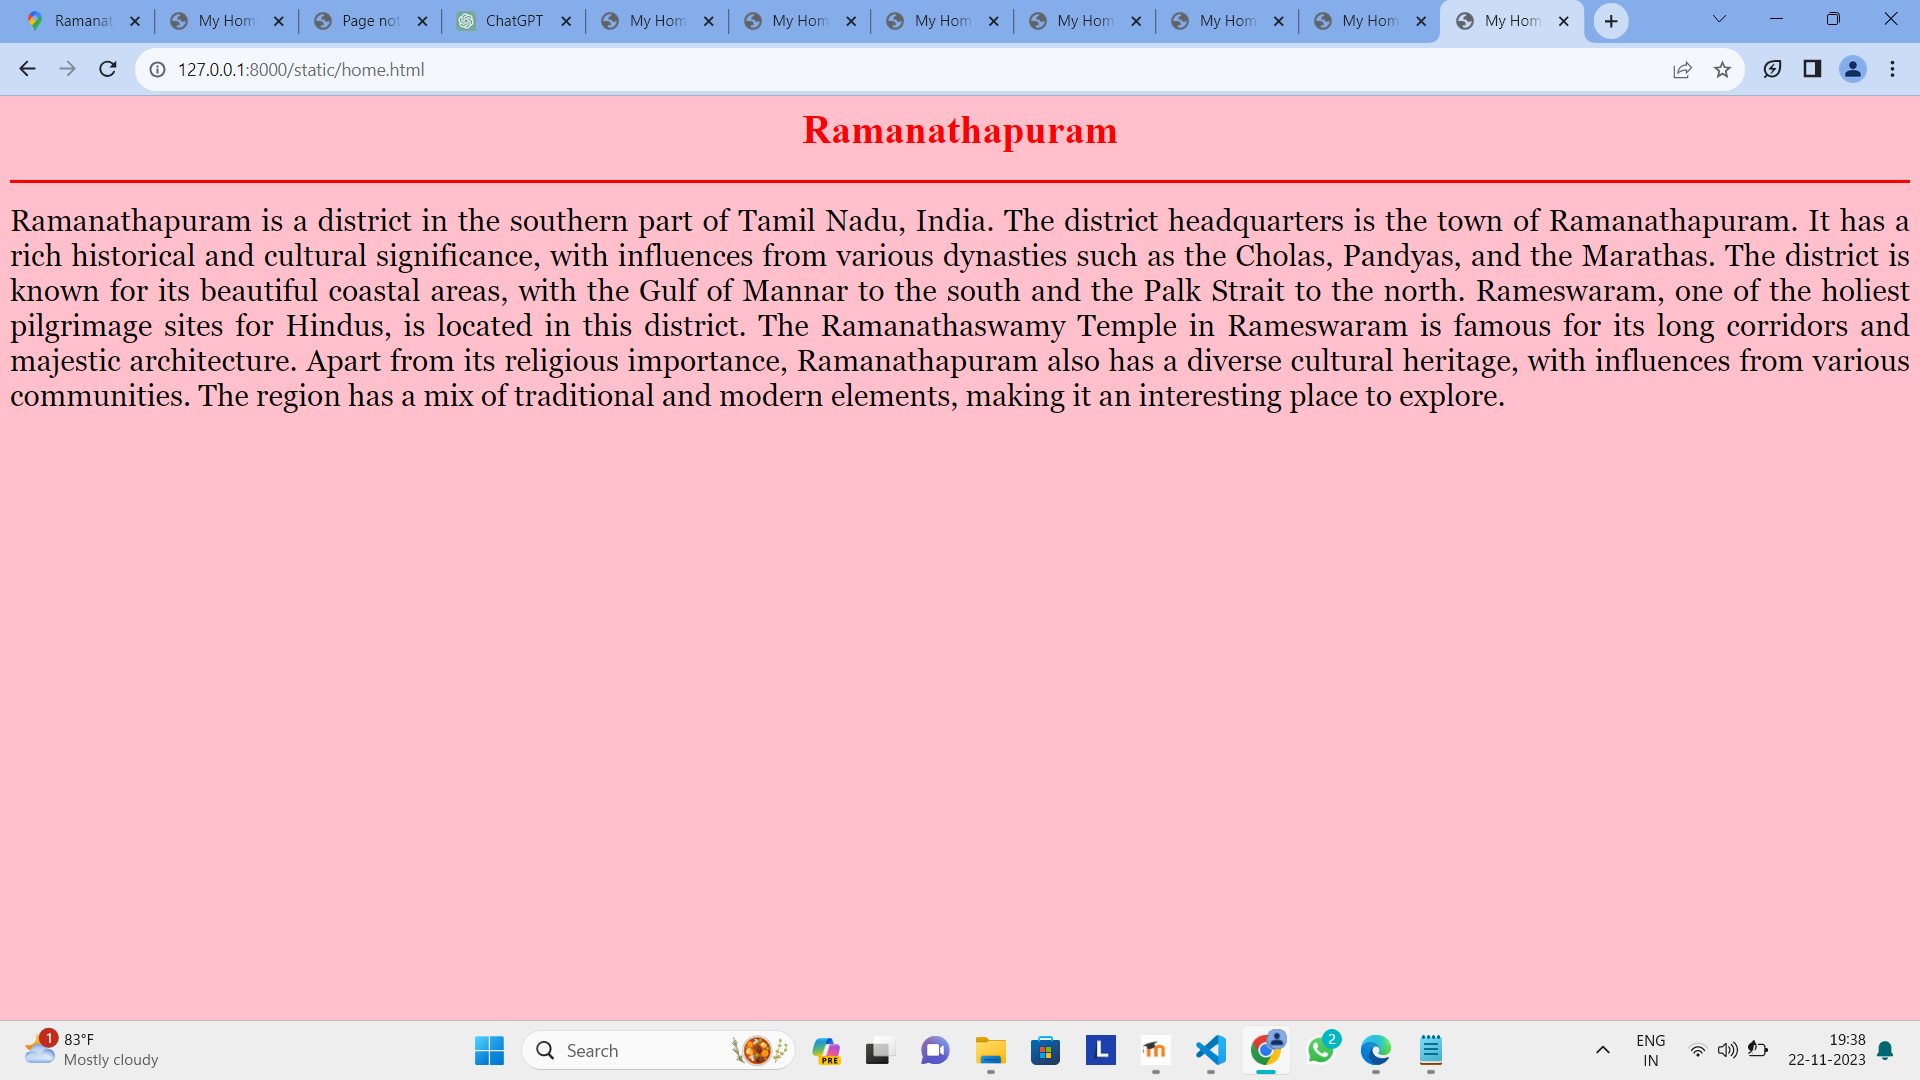 Ramanat
My Hom
Page not
ChatGPT
My Hom
My Hom
My Hom
My Hom
My Hom
My Hom
My Hom
127.0.0.1:8000/static/home.html
Ramanathapuram
Ramanathapuram is a district in the southern part of Tamil Nadu, India. The district headquarters is the town of Ramanathapuram. It has a
rich historical and cultural significance, with influences from various dynasties such as the Cholas, Pandyas, and the Marathas. The district is
known for its beautiful coastal areas, with the Gulf of Mannar to the south and the Palk Strait to the north. Rameswaram, one of the holiest
pilgrimage sites for Hindus, is located in this district. The Ramanathaswamy Temple in Rameswaram is famous for its long corridors and
majestic architecture. Apart from its religious importance, Ramanathapuram also has a diverse cultural heritage, with influences from various
communities. The region has a mix of traditional and modern elements, making it an interesting place to explore.
1
83°F
Mostly cloudy
Search
PRE
L
m
2
ENG
IN
19:38
22-11-2023